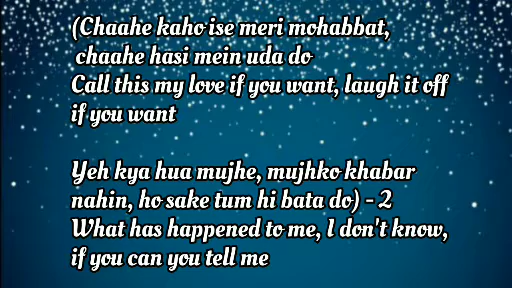 (Chaahe kaho ise meri mohabbat,
chaahe hasi mein uda do
Call this my love if you want, laugh it off
if you want
Yeh kya hua mujhe, mujhko khabar
nahin, ho sake tum hi bata do) - 2
What has happened to me, I don't know,
if you can you tell me